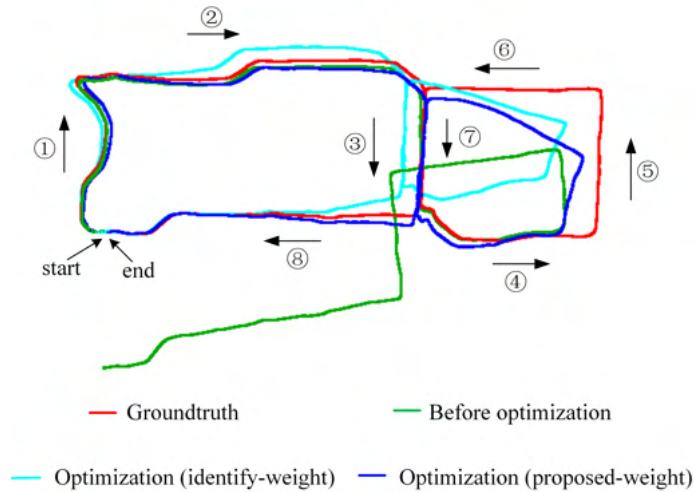 ②
⑥
①
③
⑦
⑤
start
end
⑧
④
Groundtruth
Before optimization
Optimization (identify-weight)
Optimization (proposed-weight)